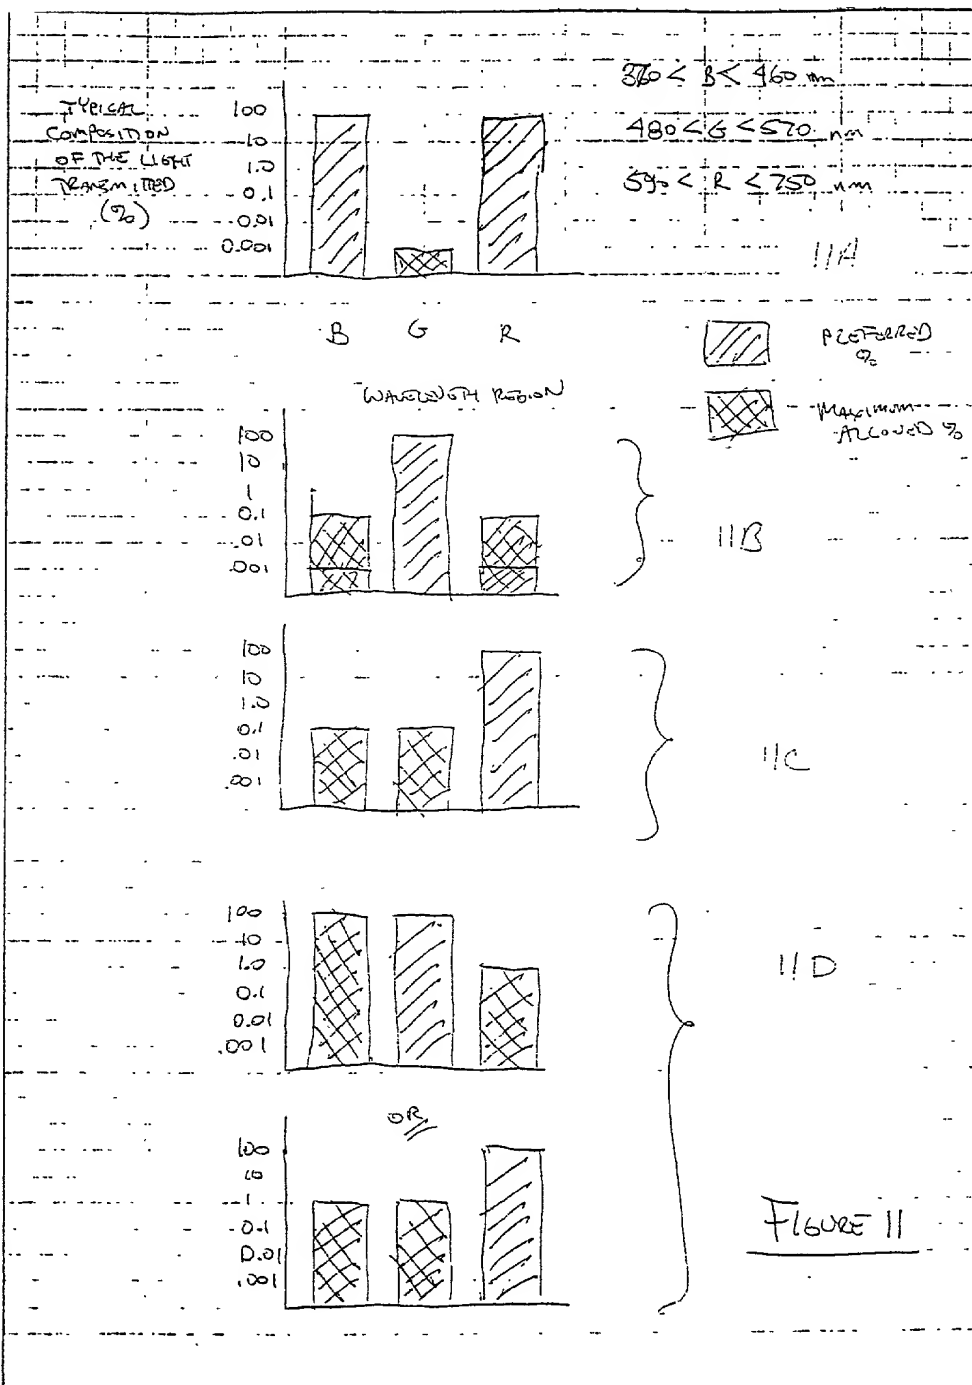 TYPICAL
COMPOSITION
OF THE LIGHT
TRANSMITTED
(%)
100
10
1.0
0.1
0.01
0.001
360 < B < 460 nm
480 < G < 570 nm
590 < R < 750 nm
11A
B G R
WAVELENGTH REGION
PREFERRED
%
MAXIMUM
ALLOWED %
100
10
1
0.1
.01
.001
11B
100
10
1.0
0.1
.01
.001
11C
100
10
1.0
0.1
0.01
.001
11D
OR
100
10
1
0.1
0.01
.001
FIGURE 11